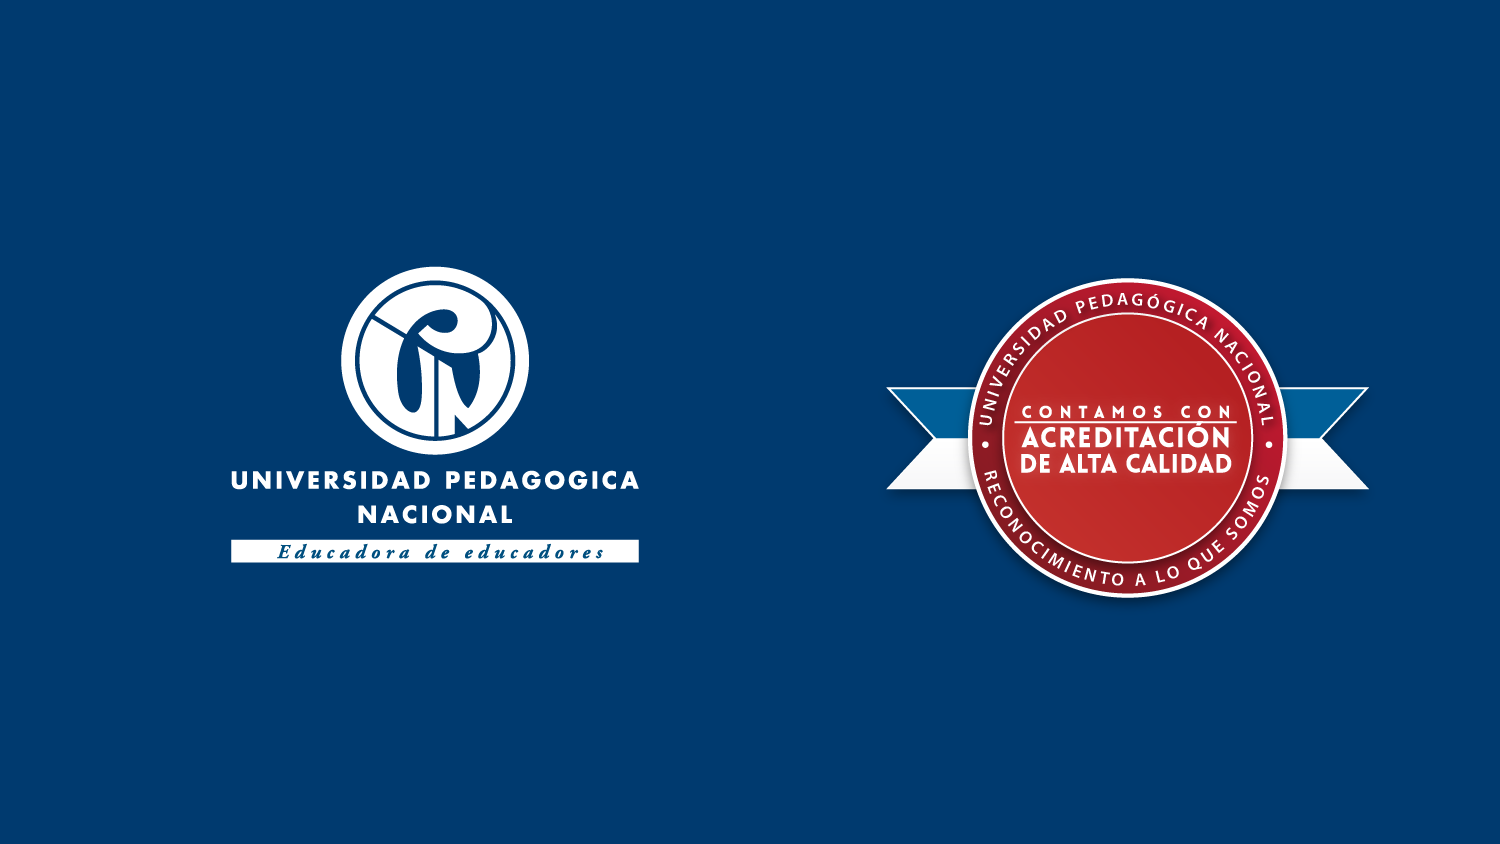 UNIVERSIDAD PEDAGOGICA
NACIONAL
Educadora de educadores
UNIVERSIDAD PEDAGÓGICA NACIONAL
CONTAMOS CON
ACREDITACIÓN
DE ALTA CALIDAD
RECONOCIMIENTO A LO QUE SOMOS